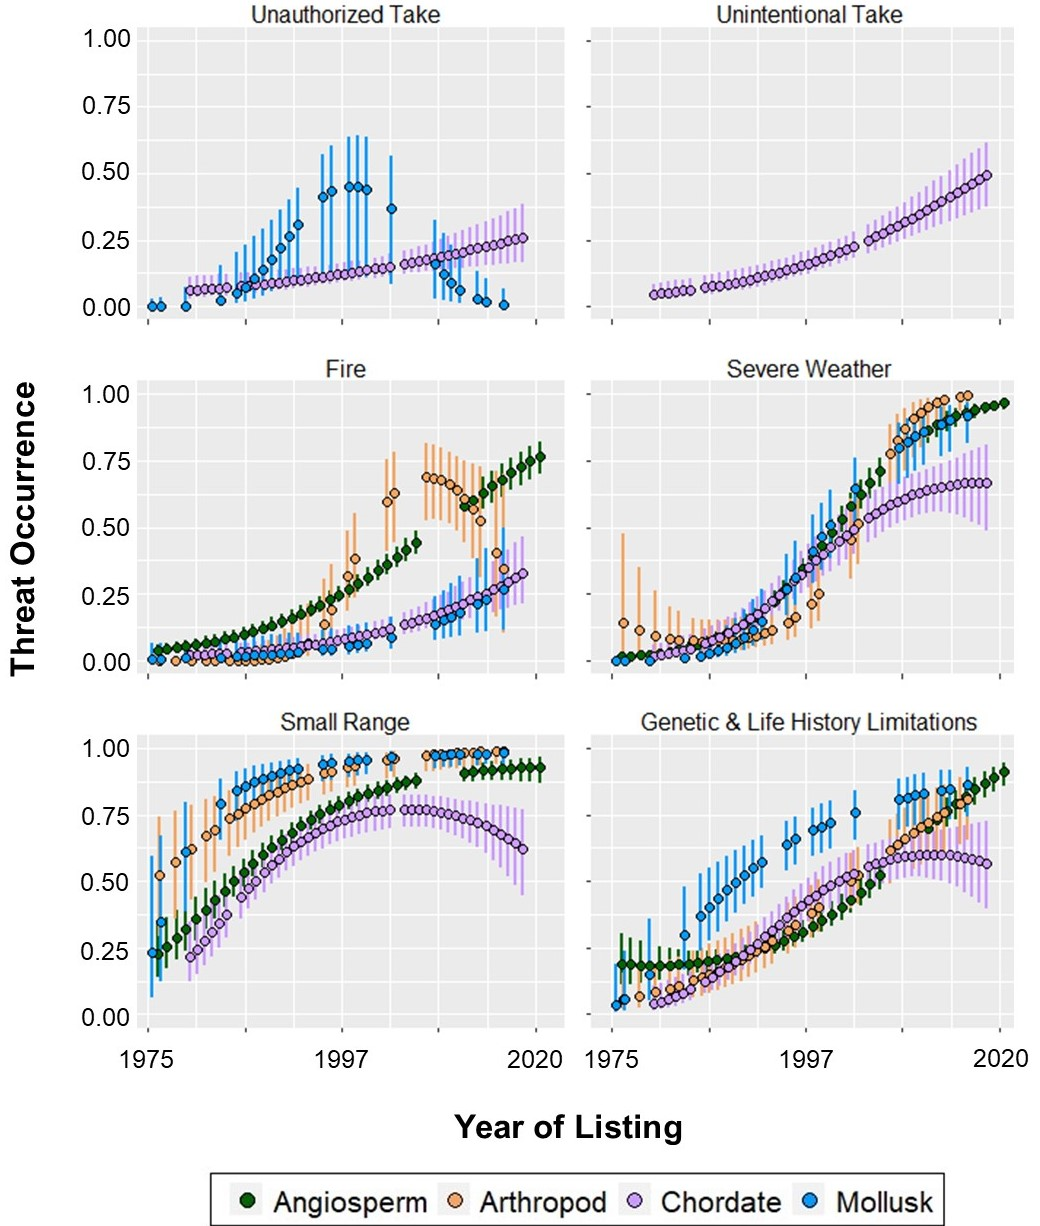 Unauthorized Take Unintentional Take
1.00
0.75
0.50
0.25
0.00
Fire Severe Weather
1.00
0.75
0.50
0.25
0.00
Threat Occurrence
Small Range Genetic & Life History Limitations
1.00
0.75
0.50
0.25
0.00
1975 1997 2020 1975 1997 2020
Year of Listing
Angiosperm Arthropod Chordate Mollusk